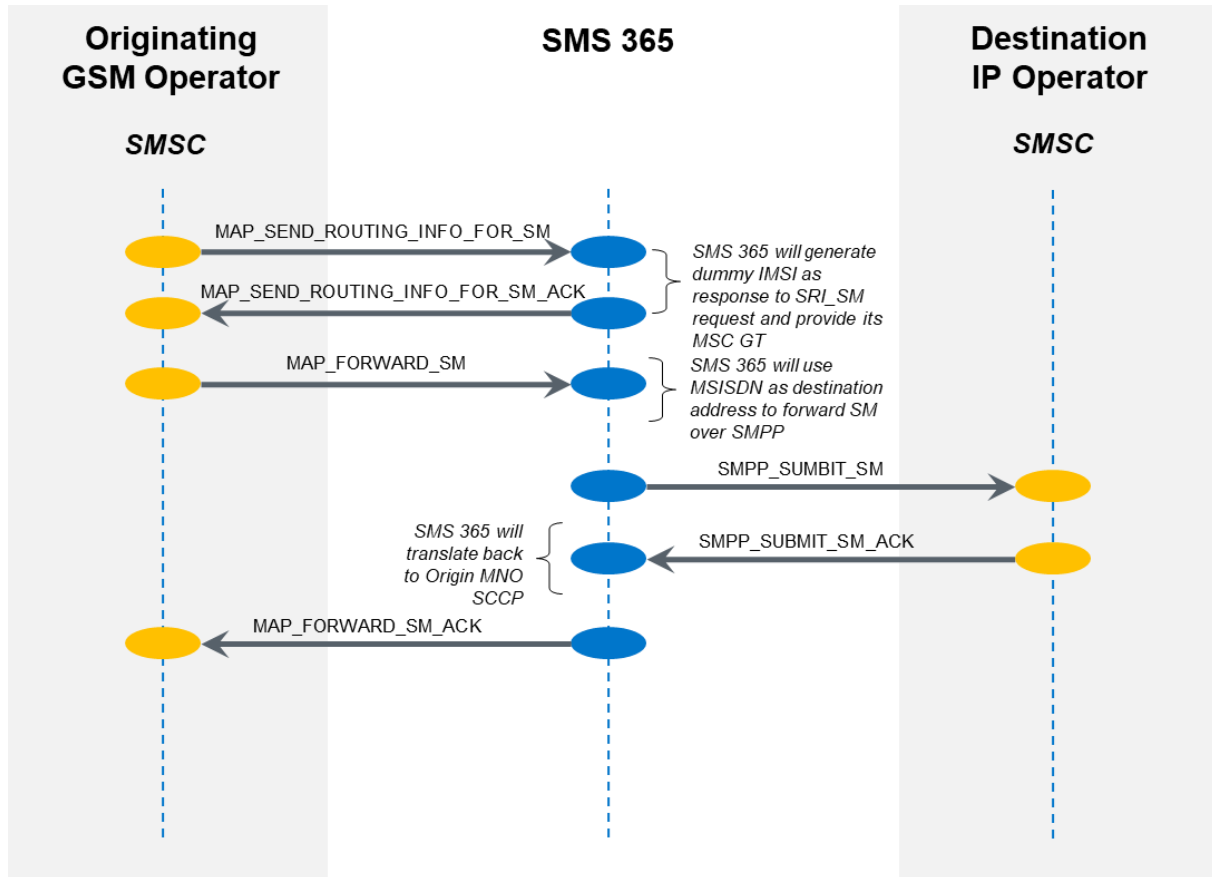 Originating
GSM Operator
SMS 365
Destination
IP Operator
SMSC
SMSC
MAP_SEND_ROUTING_INFO_FOR_SM
SMS 365 will generate
dummy IMSI as
response to SRI_SM
request and provide its
MSC GT
MAP_SEND_ROUTING_INFO_FOR_SM_ACK
MAP_FORWARD_SM
SMS 365 will use
MSISDN as destination
address to forward SM
over SMPP
SMPP_SUMBIT_SM
SMS 365 will
translate back
to Origin MNO
SCCP
SMPP_SUBMIT_SM_ACK
MAP_FORWARD_SM_ACK